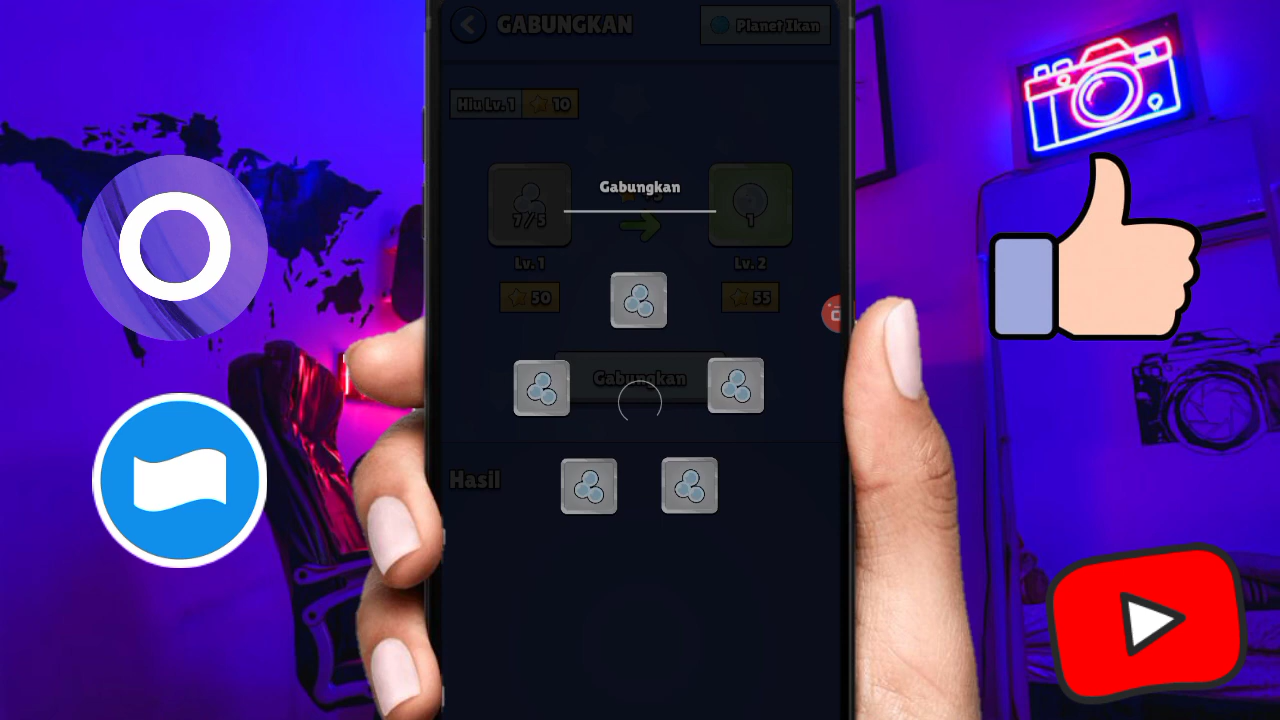 GABUNGKAN
Planet Ikan
Hiu Lv. 1
10
Gabungkan
7/5
1
Lv. 1
Lv. 2
50
55
Gabungkan
Hasil